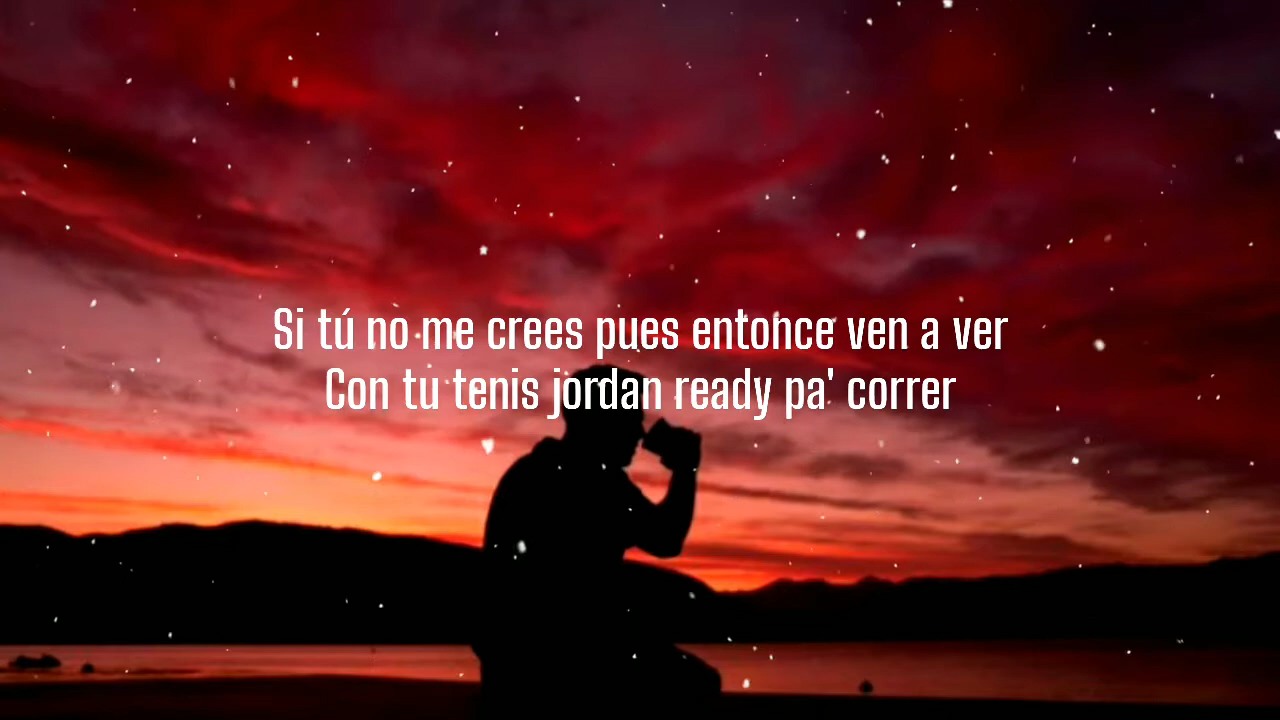 Si tú no me crees pues entonce ven a ver
Con tu tenis jordan ready pa' correr